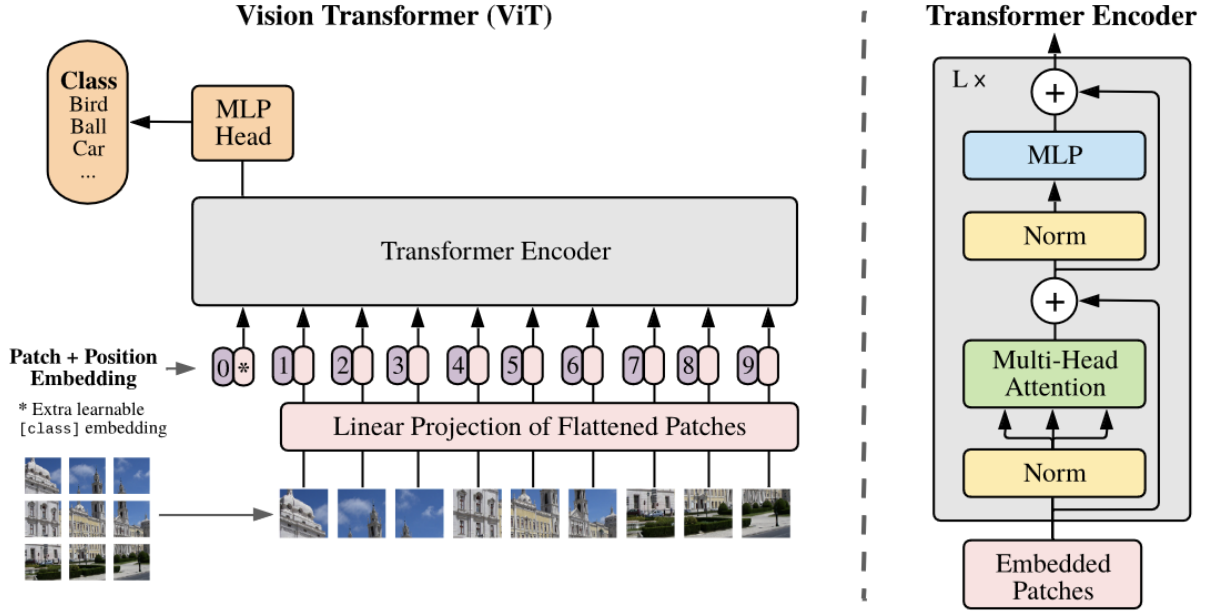 Vision Transformer (ViT)
Class
Bird
Ball
Car
...
MLP
Head
Transformer Encoder
Patch + Position
Embedding
0 * 1 2 3 4 5 6 7 8 9
* Extra learnable
[class] embedding
Linear Projection of Flattened Patches
Transformer Encoder
L x
+
MLP
Norm
+
Multi-Head
Attention
Norm
Embedded
Patches